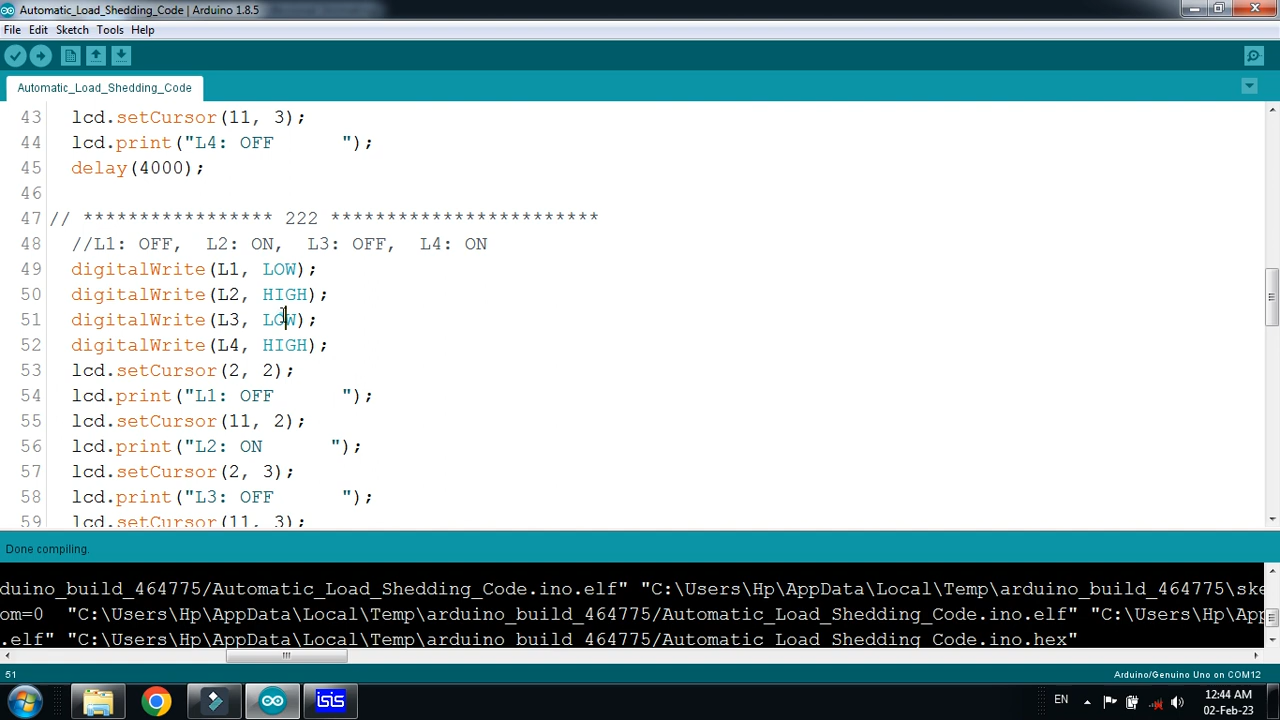 Automatic_Load_Shedding_Code | Arduino 1.8.5
File Edit Sketch Tools Help
Automatic_Load_Shedding_Code
43 lcd.setCursor(11, 3);
44 lcd.print("L4: OFF      ");
45 delay(4000);
46
47 // ***************** 222 ************************
48 //L1: OFF,  L2: ON,  L3: OFF,  L4: ON
49 digitalWrite(L1, LOW);
50 digitalWrite(L2, HIGH);
51 digitalWrite(L3, LOW);
52 digitalWrite(L4, HIGH);
53 lcd.setCursor(2, 2);
54 lcd.print("L1: OFF      ");
55 lcd.setCursor(11, 2);
56 lcd.print("L2: ON      ");
57 lcd.setCursor(2, 3);
58 lcd.print("L3: OFF      ");
59 lcd.setCursor(11, 3);
Done compiling.
duino_build_464775/Automatic_Load_Shedding_Code.ino.elf" "C:\Users\Hp\AppData\Local\Temp\arduino_build_464775\ske
om=0  "C:\Users\Hp\AppData\Local\Temp\arduino_build_464775/Automatic_Load_Shedding_Code.ino.elf" "C:\Users\Hp\App
.elf" "C:\Users\Hp\AppData\Local\Temp\arduino_build_464775/Automatic_Load_Shedding_Code.ino.hex"
51 Arduino/Genuino Uno on COM12
isis EN 12:44 AM
02-Feb-23